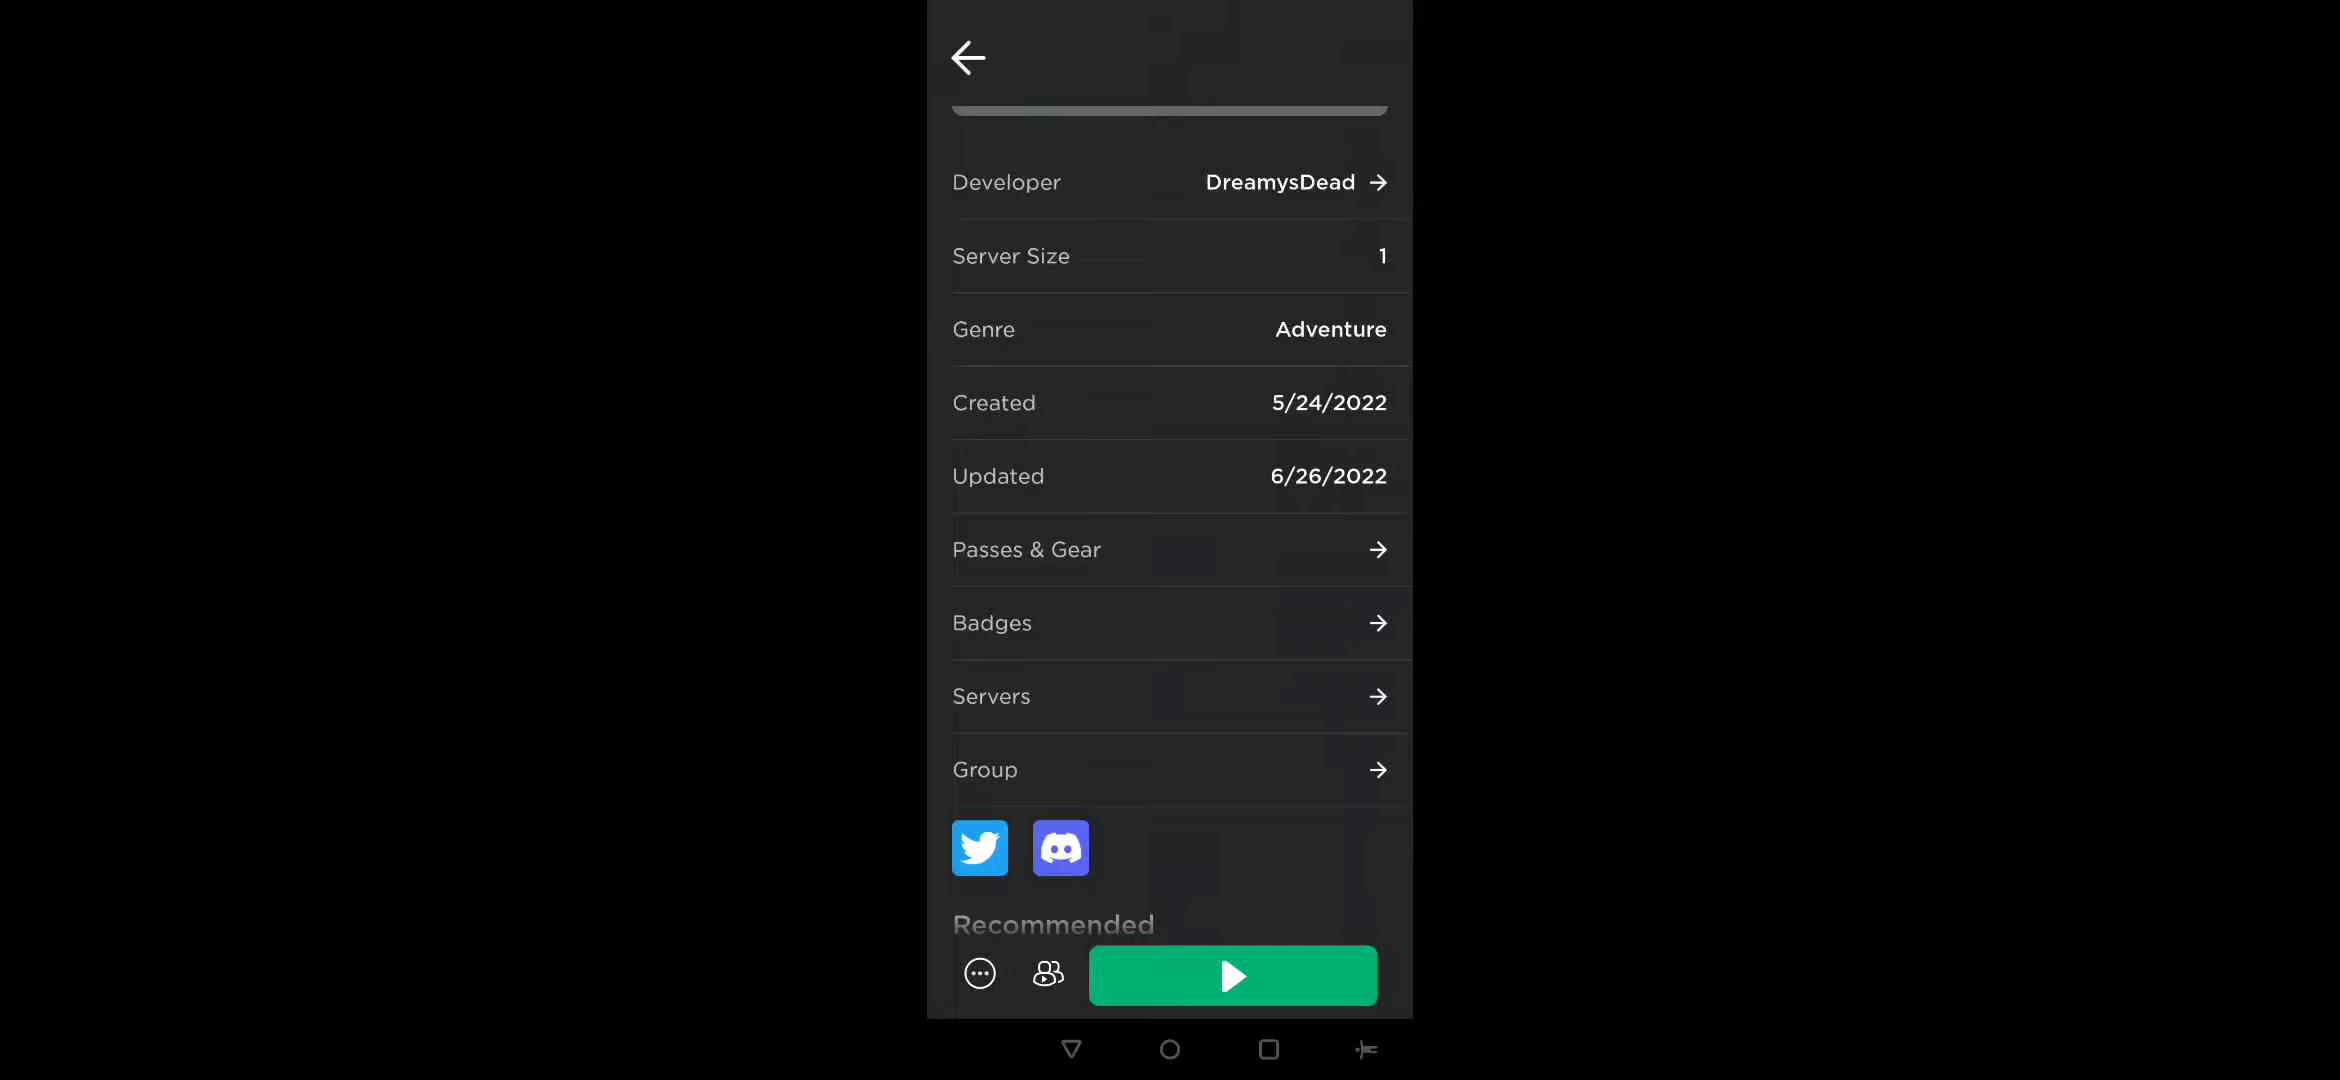 Developer DreamysDead
Server Size 1
Genre Adventure
Created 5/24/2022
Updated 6/26/2022
Passes & Gear
Badges
Servers
Group
Recommended